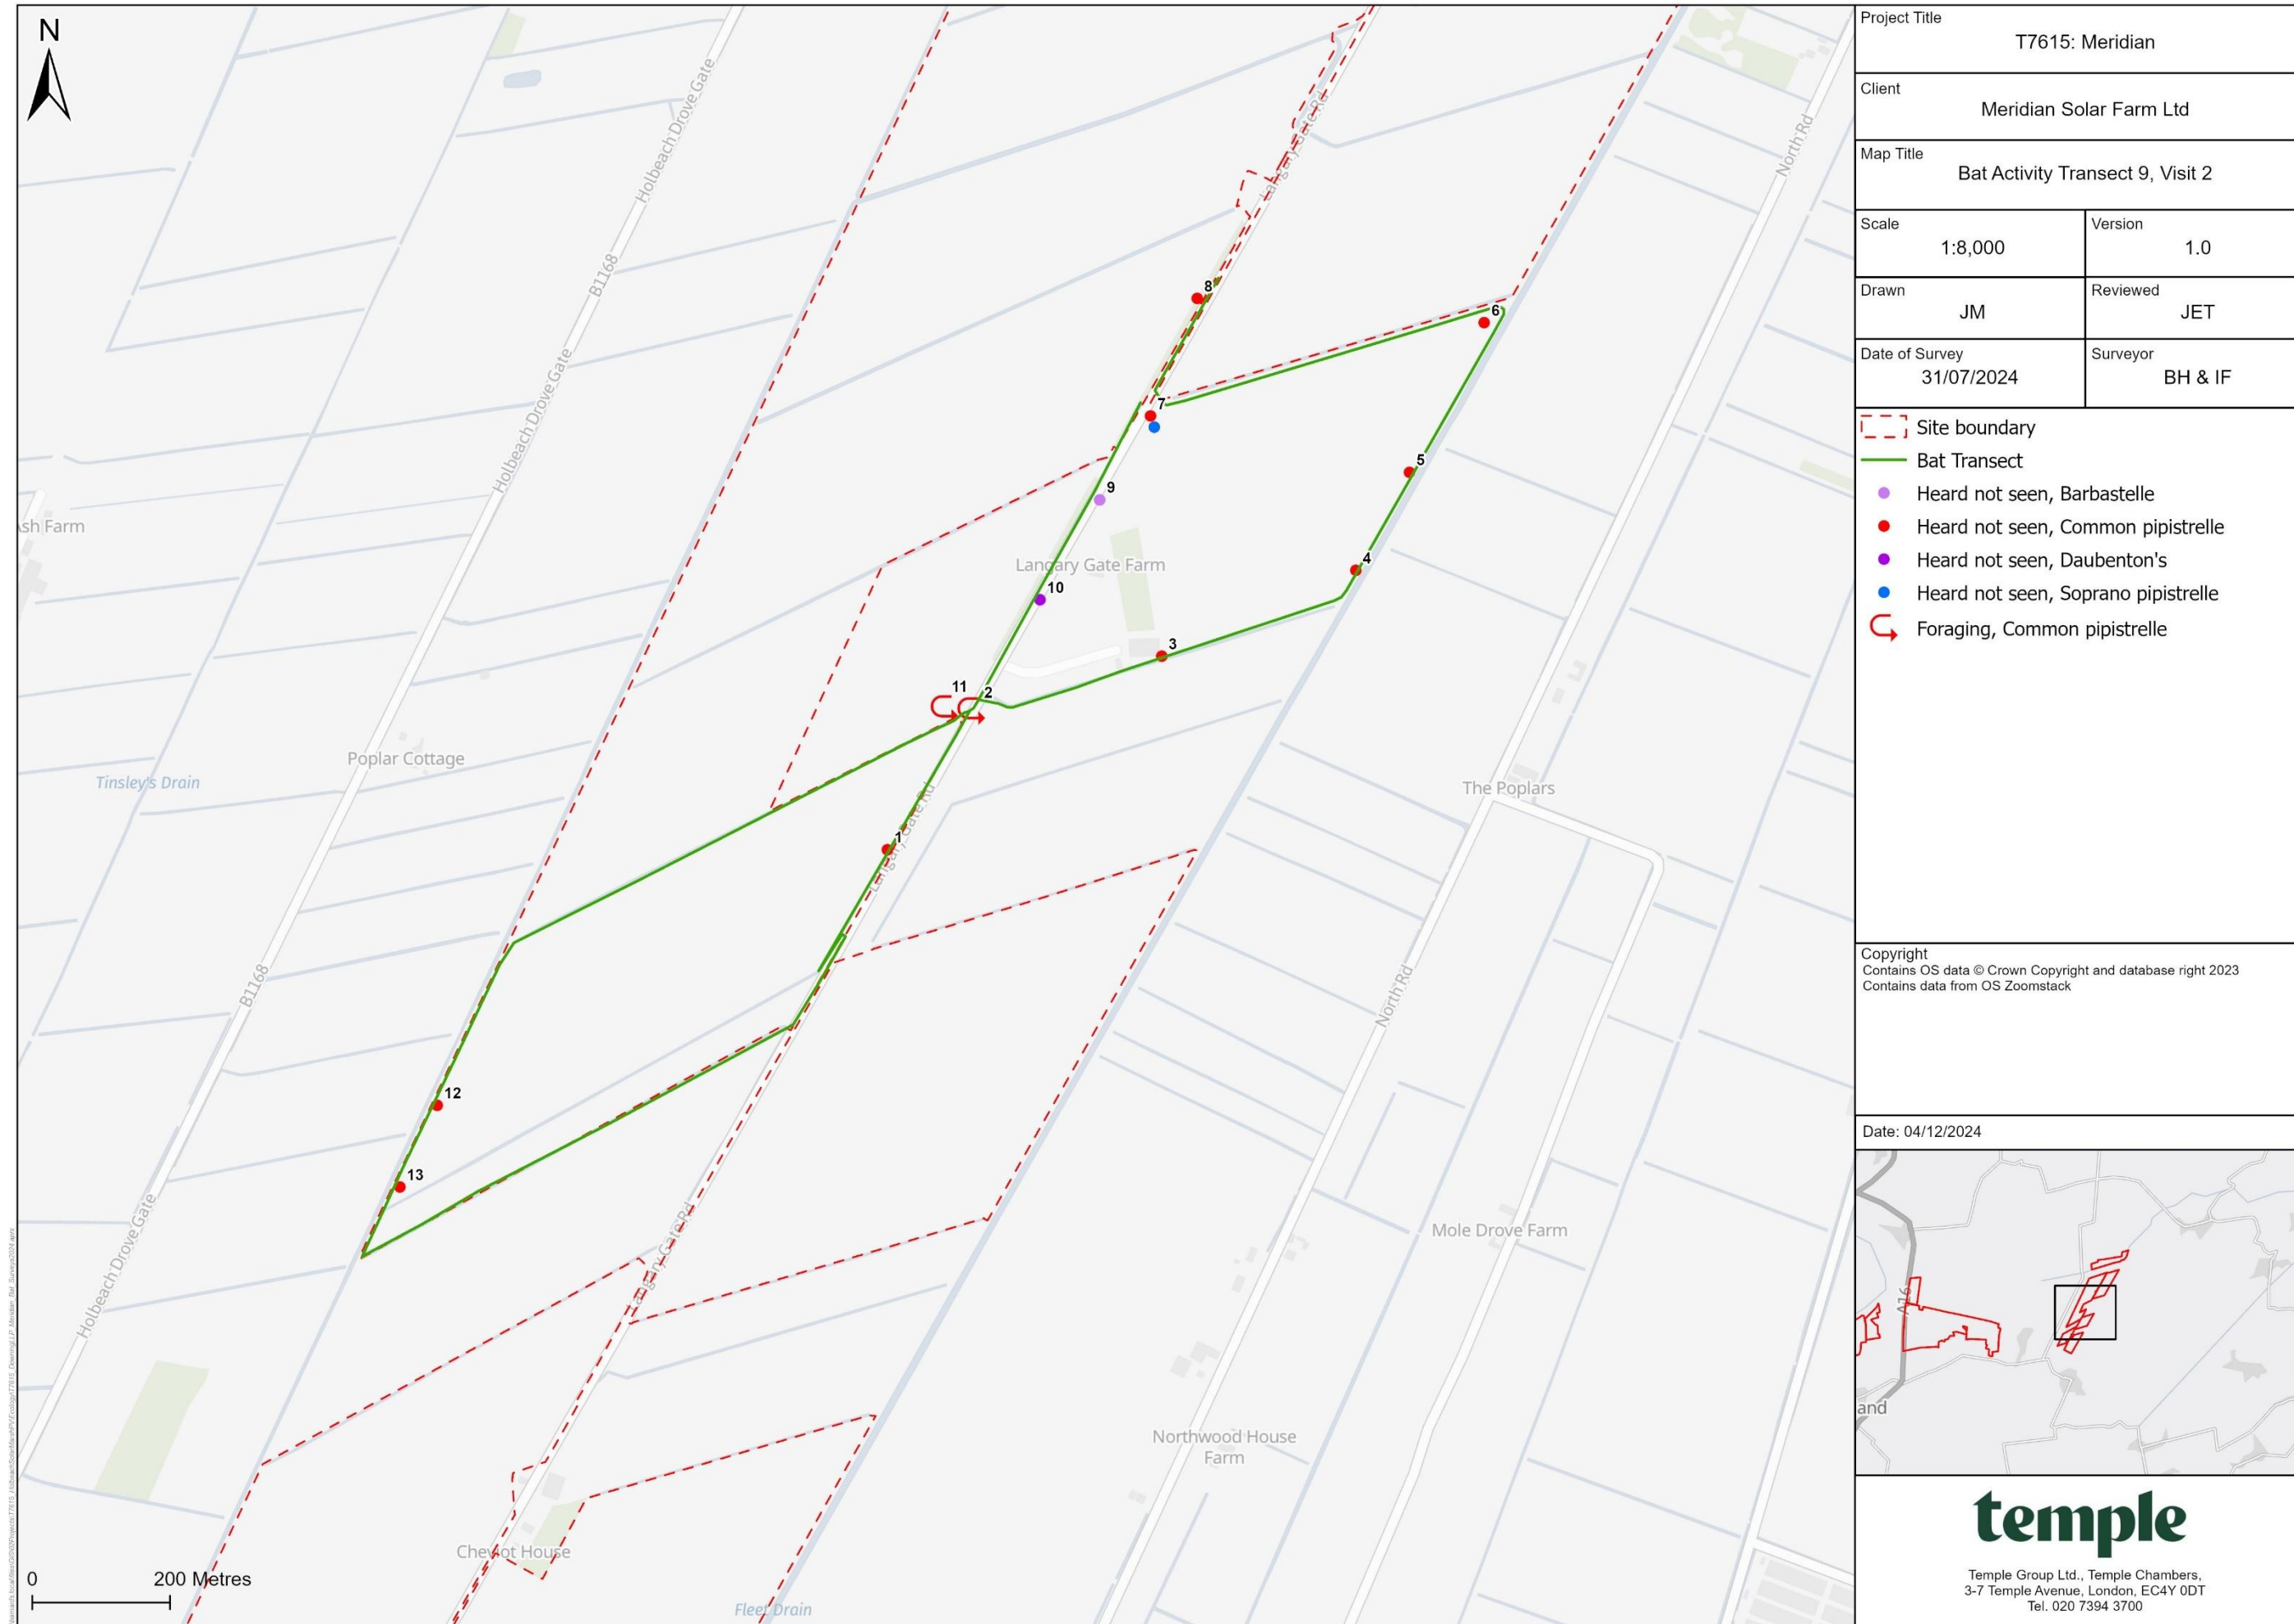 N
Holbeach Drove Gate
B1168
Holbeach Drove Gate
Langary Gate Rd
North Rd
8
6
7
5
9
sh Farm
Langary Gate Farm
4
10
3
11
2
Poplar Cottage
Tinsley's Drain
The Poplars
1
Langary Gate Rd
B1168
North Rd
12
13
Holbeach Drove Gate
Langary Gate Rd
Mole Drove Farm
Northwood House
Farm
Cheviot House
Fleet Drain
0 200 Metres
Project Title
T7615: Meridian
Client
Meridian Solar Farm Ltd
Map Title
Bat Activity Transect 9, Visit 2
Scale
1:8,000
Version
1.0
Drawn
JM
Reviewed
JET
Date of Survey
31/07/2024
Surveyor
BH & IF
Site boundary
Bat Transect
Heard not seen, Barbastelle
Heard not seen, Common pipistrelle
Heard not seen, Daubenton's
Heard not seen, Soprano pipistrelle
Foraging, Common pipistrelle
Copyright
Contains OS data © Crown Copyright and database right 2023
Contains data from OS Zoomstack
Date: 04/12/2024
A16
and
temple
Temple Group Ltd., Temple Chambers,
3-7 Temple Avenue, London, EC4Y 0DT
Tel. 020 7394 3700